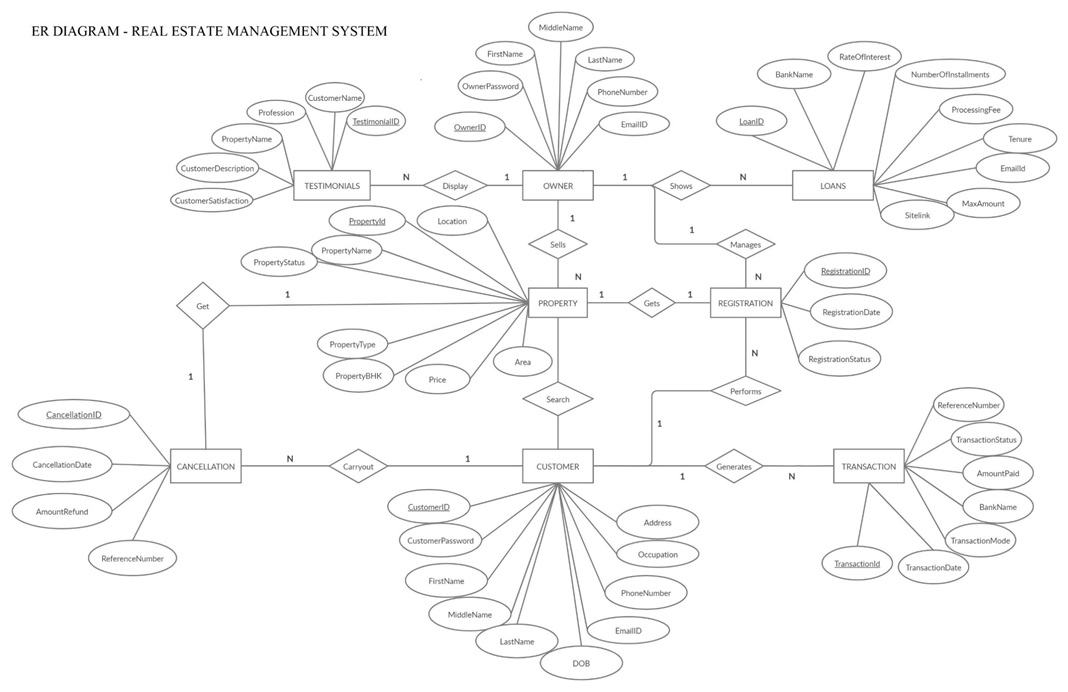 ER DIAGRAM - REAL ESTATE MANAGEMENT SYSTEM
MiddleName
FirstName
LastName
OwnerPassword
PhoneNumber
OwnerID
EmailID
RateOfInterest
BankName
NumberOfInstallments
LoanID
ProcessingFee
Tenure
EmailId
MaxAmount
Sitelink
CustomerName
Profession
TestimonialID
PropertyName
CustomerDescription
CustomerSatisfaction
TESTIMONIALS
N
Display
1
OWNER
1
Shows
N
LOANS
1
Sells
N
1
Manages
N
PropertyId
Location
PropertyName
PropertyStatus
Get
1
PROPERTY
1
Gets
1
REGISTRATION
RegistrationID
RegistrationDate
RegistrationStatus
PropertyType
PropertyBHK
Price
Area
1
N
Search
Performs
1
CancellationID
CancellationDate
AmountRefund
ReferenceNumber
CANCELLATION
N
Carryout
1
CUSTOMER
1
Generates
N
TRANSACTION
ReferenceNumber
TransactionStatus
AmountPaid
BankName
TransactionMode
TransactionDate
TransactionId
CustomerID
CustomerPassword
FirstName
MiddleName
LastName
DOB
EmailID
PhoneNumber
Occupation
Address